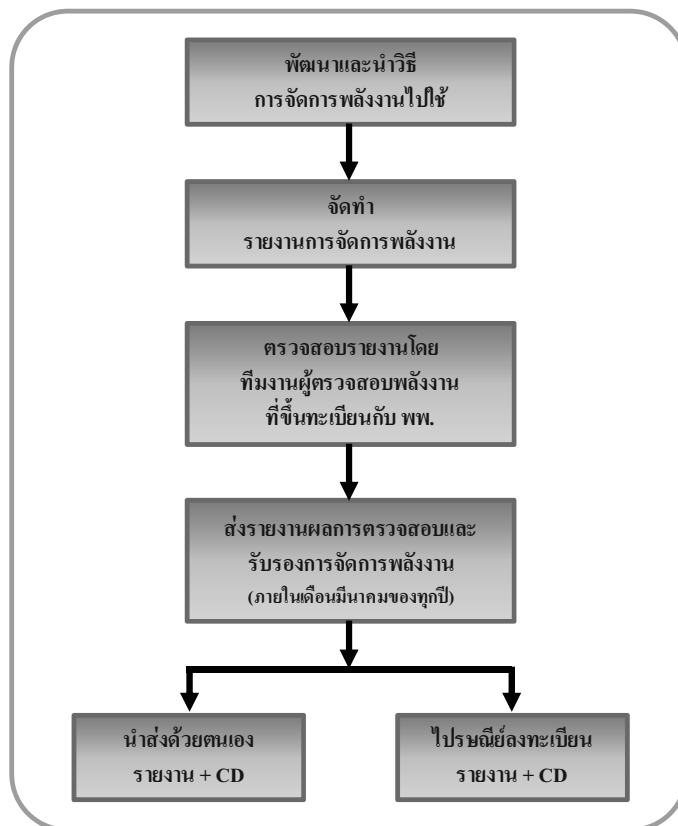 พัฒนาและนำวิธี
การจัดการพลังงานไปใช้
จัดทำ
รายงานการจัดการพลังงาน
ตรวจสอบรายงานโดย
ทีมงานผู้ตรวจสอบพลังงาน
ที่ขึ้นทะเบียนกับ พพ.
ส่งรายงานผลการตรวจสอบและ
รับรองการจัดการพลังงาน
(ภายในเดือนมีนาคมของทุกปี)
นำส่งด้วยตนเอง
รายงาน + CD
ไปรษณีย์ลงทะเบียน
รายงาน + CD